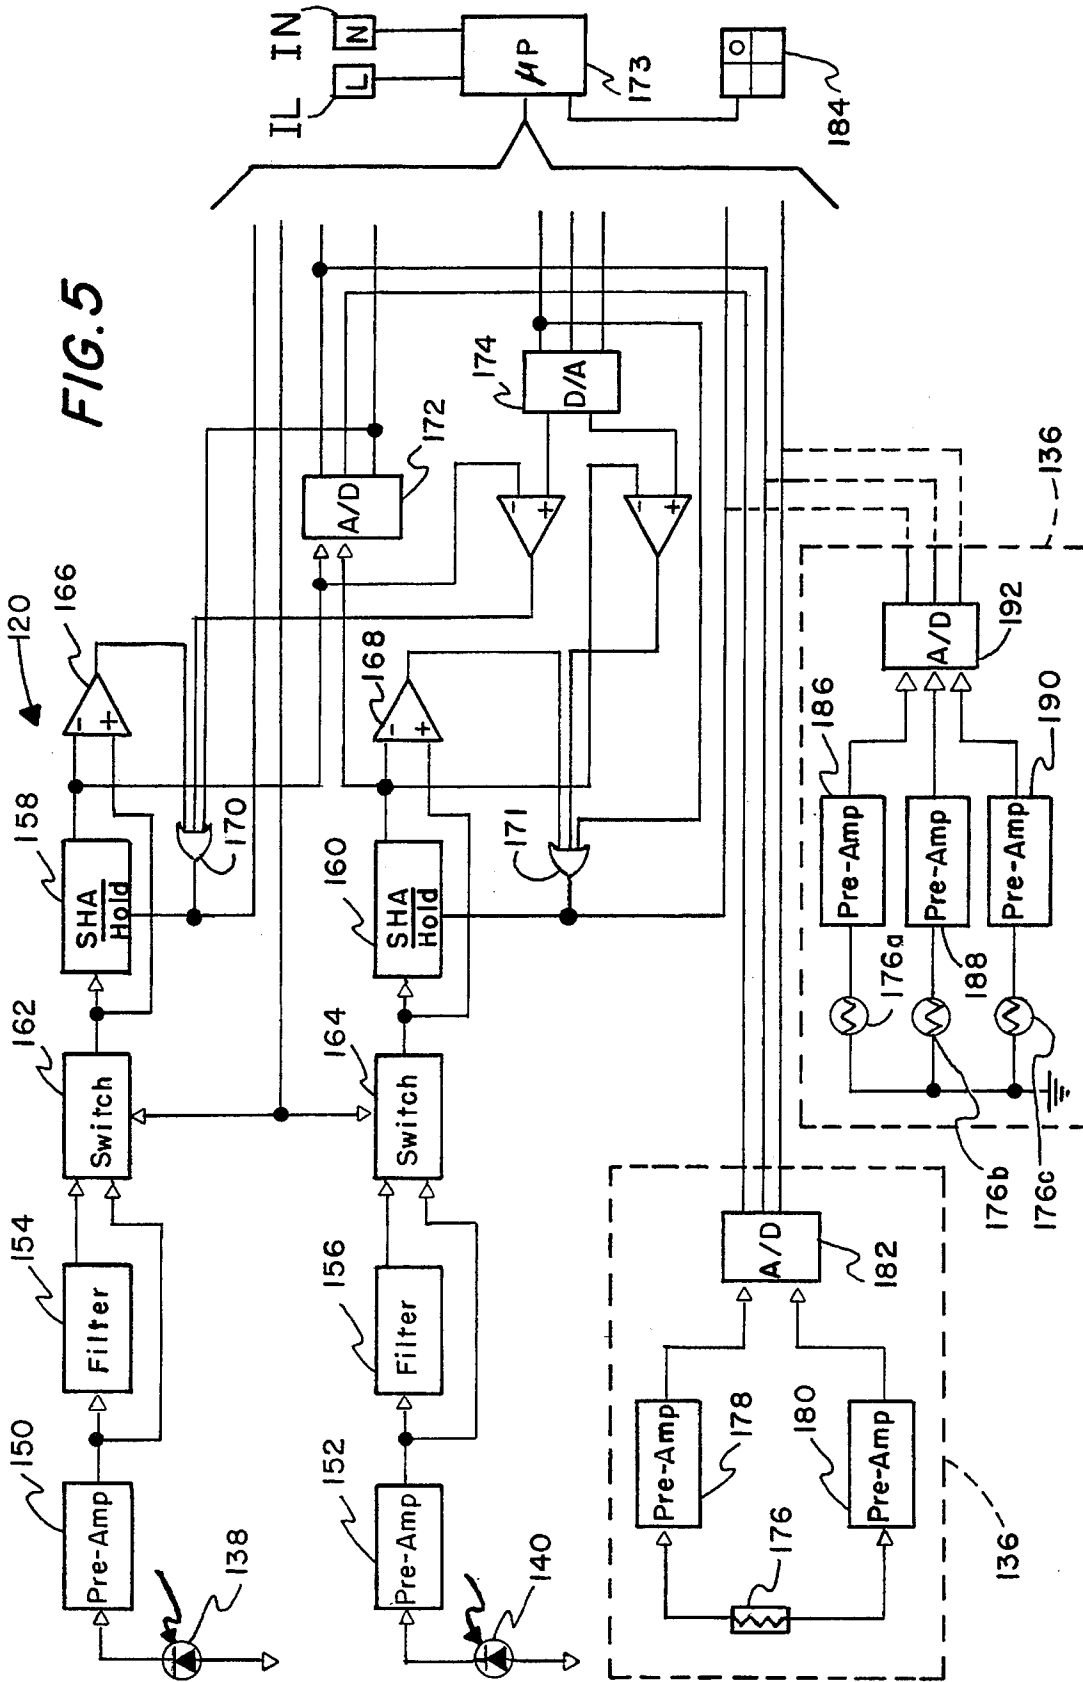 FIG. 5
120
150
Pre-Amp
138
154
Filter
162
Switch
158
SHA
Hold
166
-
+
170
152
Pre-Amp
140
156
Filter
164
Switch
160
SHA
Hold
168
-
+
171
172
A/D
174
D/A
-
+
-
+
IL
IN
L
N
μP
173
184
136
176
178
Pre-Amp
180
Pre-Amp
A/D
182
136
176a
176b
176c
186
Pre-Amp
188
Pre-Amp
190
Pre-Amp
A/D
192